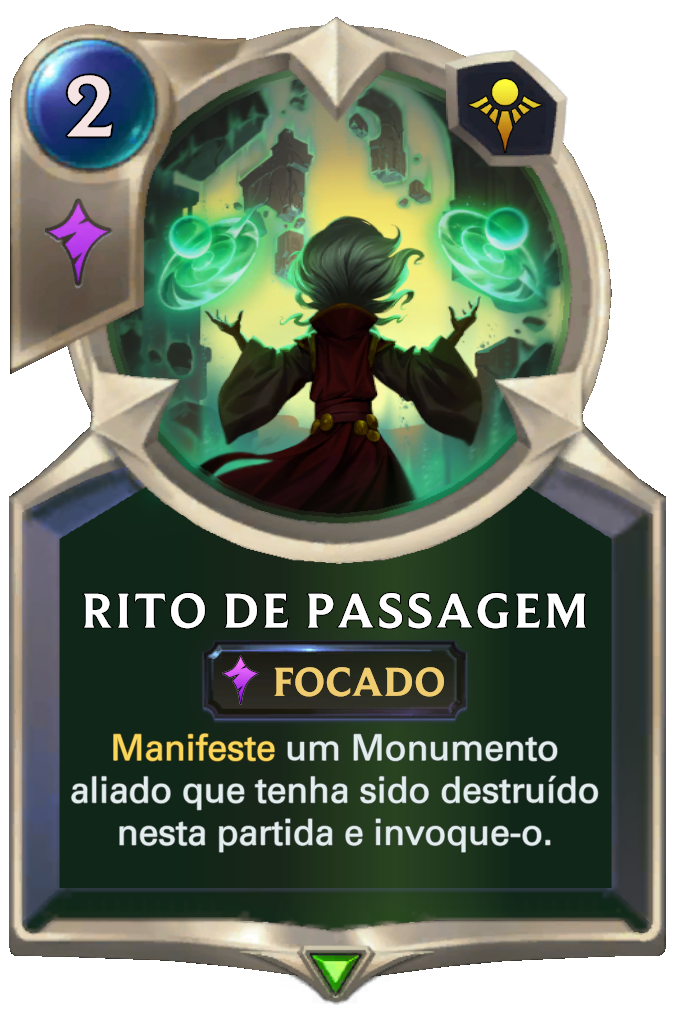 2
RITO DE PASSAGEM
FOCADO
Manifeste um Monumento
aliado que tenha sido destruído
nesta partida e invoque-o.